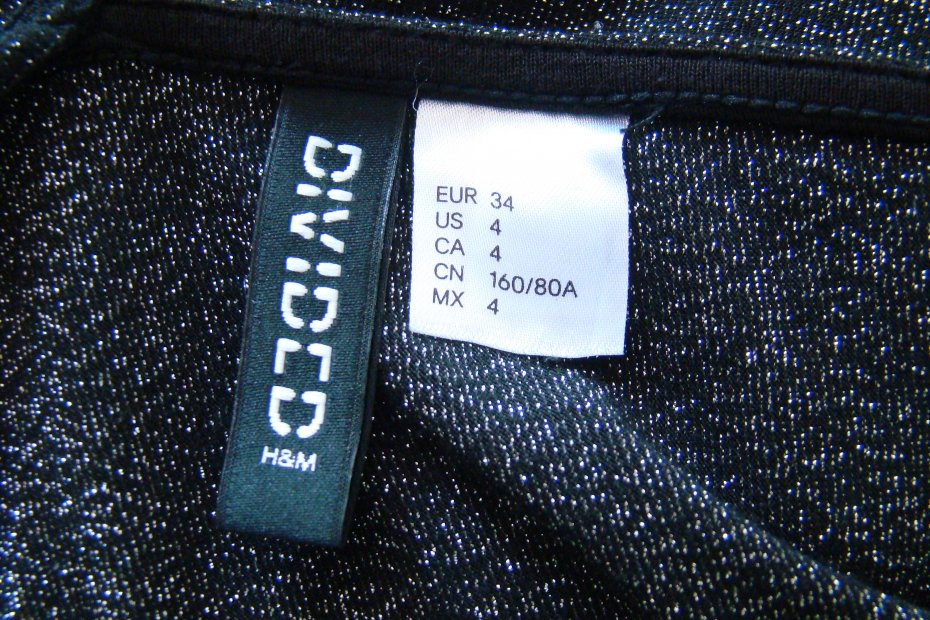 DIVIDED
H&M
EUR 34
US 4
CA 4
CN 160/80A
MX 4